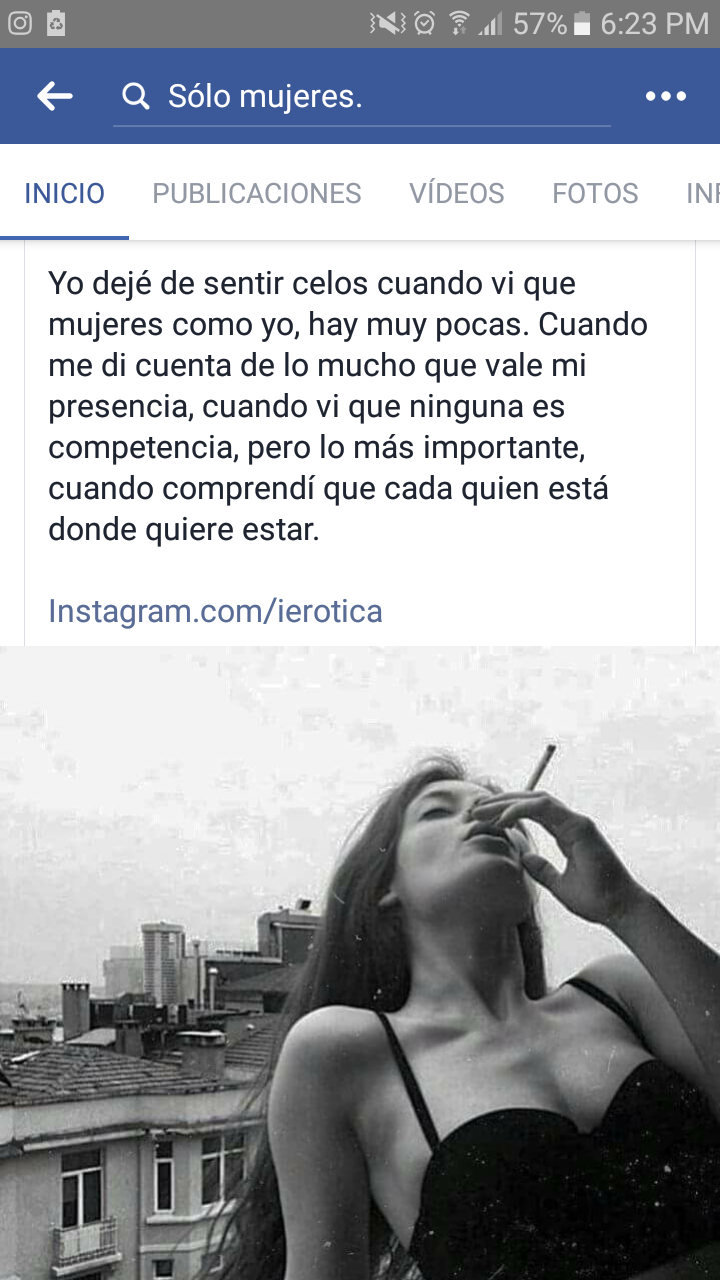 57% 6:23 PM
Sólo mujeres.
INICIO PUBLICACIONES VÍDEOS FOTOS INF
Yo dejé de sentir celos cuando vi que
mujeres como yo, hay muy pocas. Cuando
me di cuenta de lo mucho que vale mi
presencia, cuando vi que ninguna es
competencia, pero lo más importante,
cuando comprendí que cada quien está
donde quiere estar.
Instagram.com/ierotica